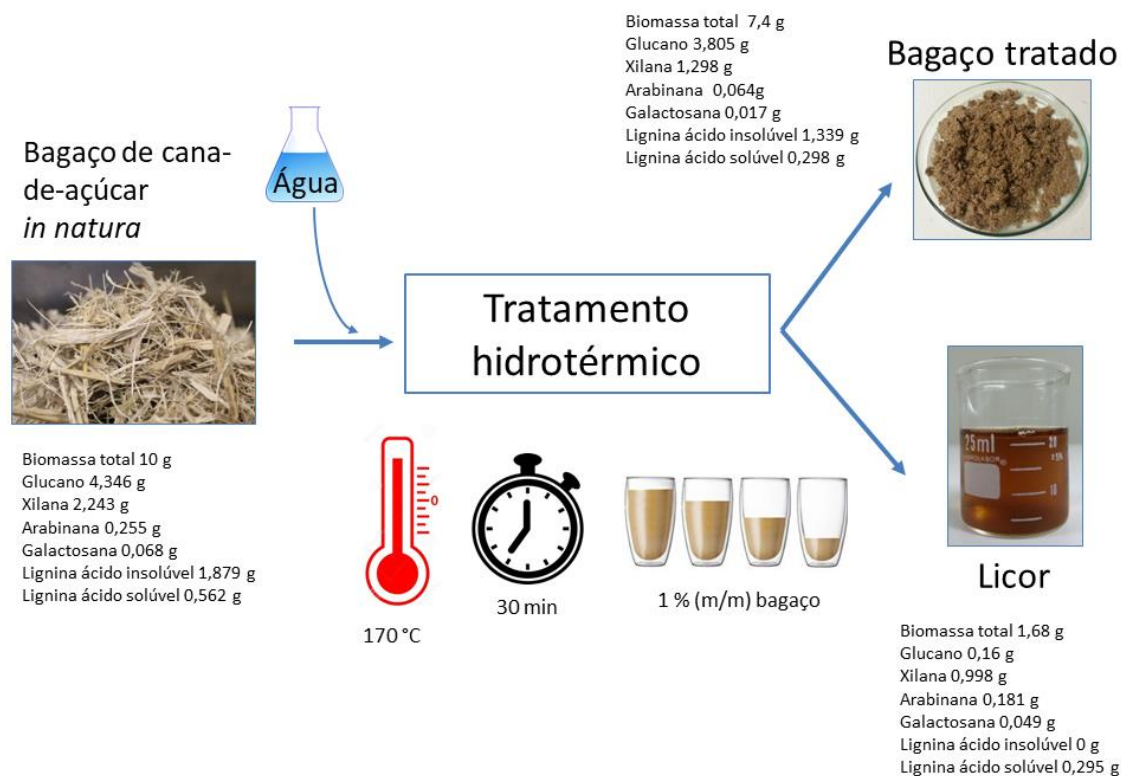 Biomassa total 7,4 g
Glucano 3,805 g
Xilana 1,298 g
Arabinana 0,064g
Galactosana 0,017 g
Lignina ácido insolúvel 1,339 g
Lignina ácido solúvel 0,298 g
Bagaço tratado
Bagaço de cana-
de-açúcar
in natura
Água
Tratamento
hidrotérmico
Biomassa total 10 g
Glucano 4,346 g
Xilana 2,243 g
Arabinana 0,255 g
Galactosana 0,068 g
Lignina ácido insolúvel 1,879 g
Lignina ácido solúvel 0,562 g
0
170 °C
30 min
1 % (m/m) bagaço
25ml
20
10
Licor
Biomassa total 1,68 g
Glucano 0,16 g
Xilana 0,998 g
Arabinana 0,181 g
Galactosana 0,049 g
Lignina ácido insolúvel 0 g
Lignina ácido solúvel 0,295 g